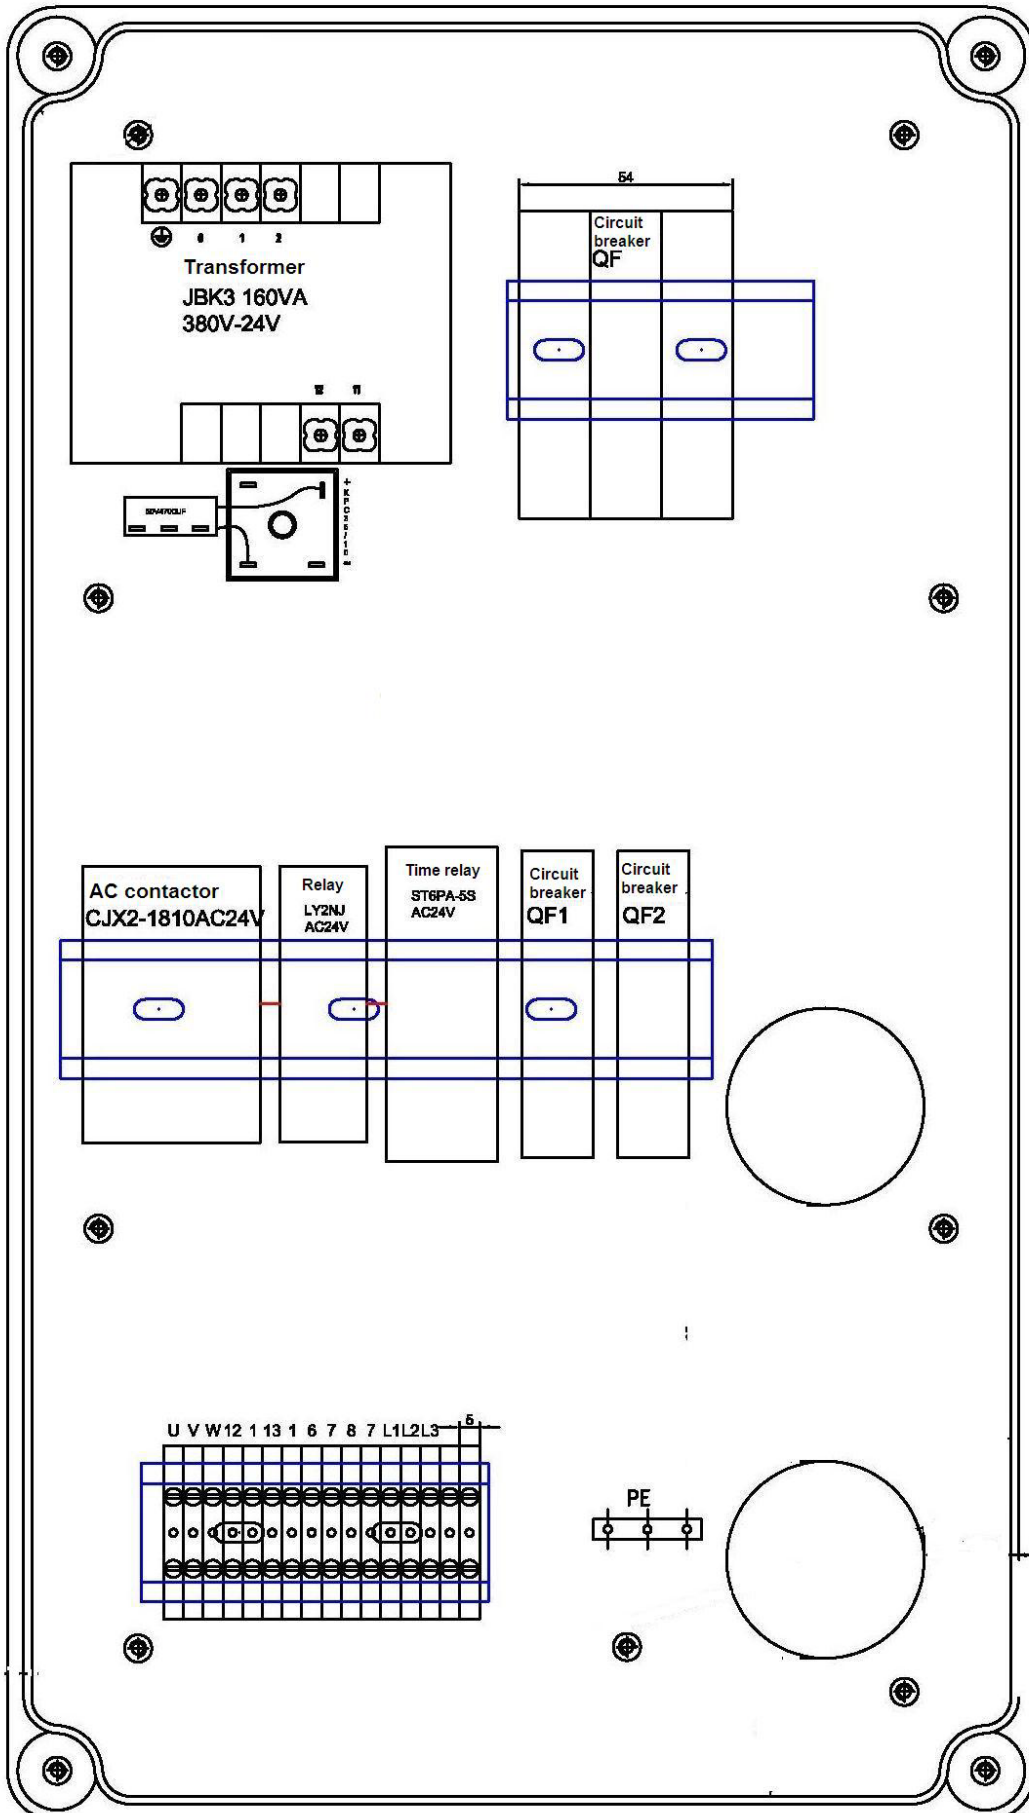 54
Circuit
breaker
QF
1 2
Transformer
JBK3 160VA
380V-24V
11
50V4700UF
AC contactor
CJX2-1810AC24V
Relay
LY2NJ
AC24V
Time relay
ST6PA-5S
AC24V
Circuit
breaker
QF1
Circuit
breaker
QF2
U V W 12 1 13 1 6 7 8 7 L1 L2 L3
5
PE